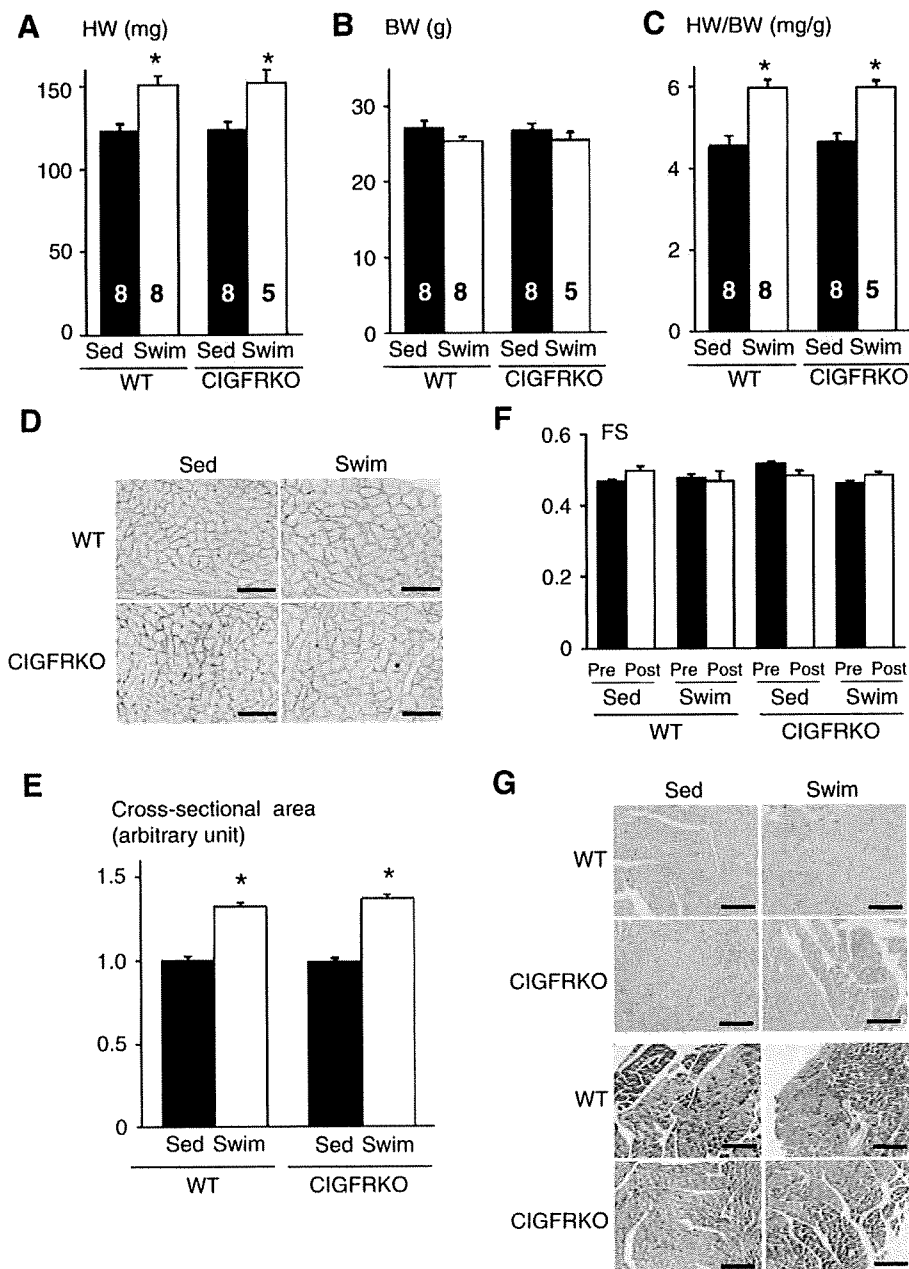 A HW (mg)
*
*
150
100
50
0
8 8 8 5
Sed Swim Sed Swim
WT CIGFRKO
B BW (g)
30
20
10
0
8 8 8 5
Sed Swim Sed Swim
WT CIGFRKO
C HW/BW (mg/g)
*
*
6
4
2
0
8 8 8 5
Sed Swim Sed Swim
WT CIGFRKO
D
Sed Swim
WT
CIGFRKO
E
Cross-sectional area
(arbitrary unit)
1.5
1.0
0.5
0
*
*
Sed Swim Sed Swim
WT CIGFRKO
F
FS
0.6
0.4
0.2
0
Pre Post Pre Post Pre Post Pre Post
Sed Swim Sed Swim
WT CIGFRKO
G
Sed Swim
WT
CIGFRKO
WT
CIGFRKO